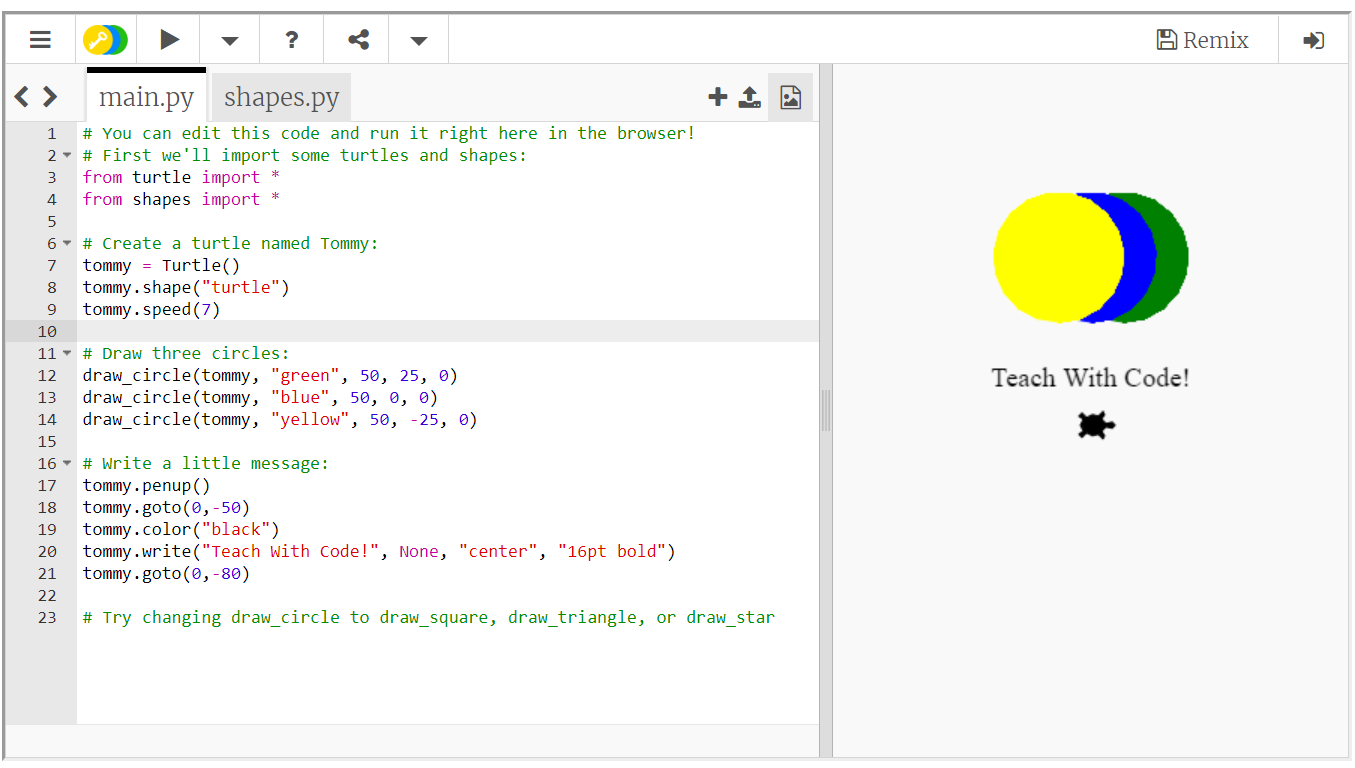 ? Remix
main.py shapes.py
1 # You can edit this code and run it right here in the browser!
2 # First we'll import some turtles and shapes:
3 from turtle import *
4 from shapes import *
5
6 # Create a turtle named Tommy:
7 tommy = Turtle()
8 tommy.shape("turtle")
9 tommy.speed(7)
10
11 # Draw three circles:
12 draw_circle(tommy, "green", 50, 25, 0)
13 draw_circle(tommy, "blue", 50, 0, 0)
14 draw_circle(tommy, "yellow", 50, -25, 0)
15
16 # Write a little message:
17 tommy.penup()
18 tommy.goto(0,-50)
19 tommy.color("black")
20 tommy.write("Teach With Code!", None, "center", "16pt bold")
21 tommy.goto(0,-80)
22
23 # Try changing draw_circle to draw_square, draw_triangle, or draw_star
Teach With Code!